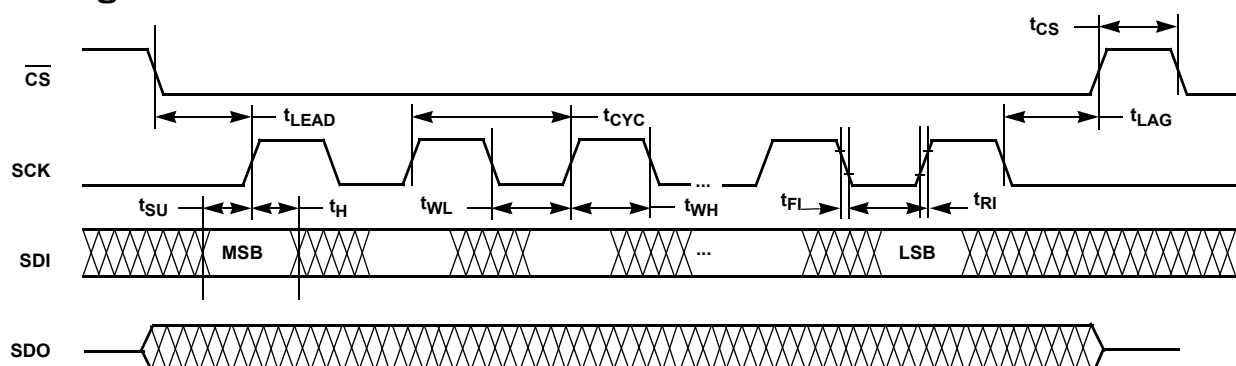 tCS
CS
tLEAD
tCYC
tLAG
SCK
...
tSU
tH
tWL
tWH
tFI
tRI
SDI
MSB
...
LSB
SDO